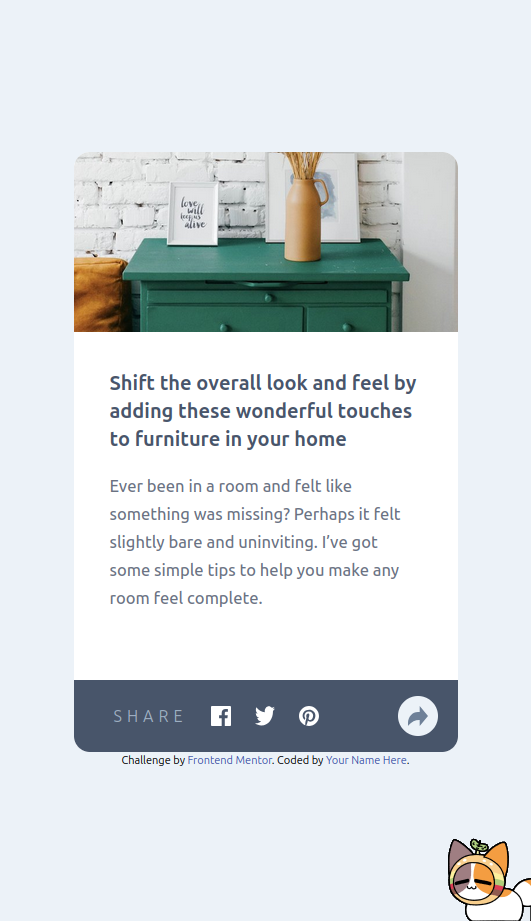 love
will
keep us
alive
Shift the overall look and feel by
adding these wonderful touches
to furniture in your home
Ever been in a room and felt like
something was missing? Perhaps it felt
slightly bare and uninviting. I’ve got
some simple tips to help you make any
room feel complete.
SHARE
Challenge by Frontend Mentor. Coded by Your Name Here.